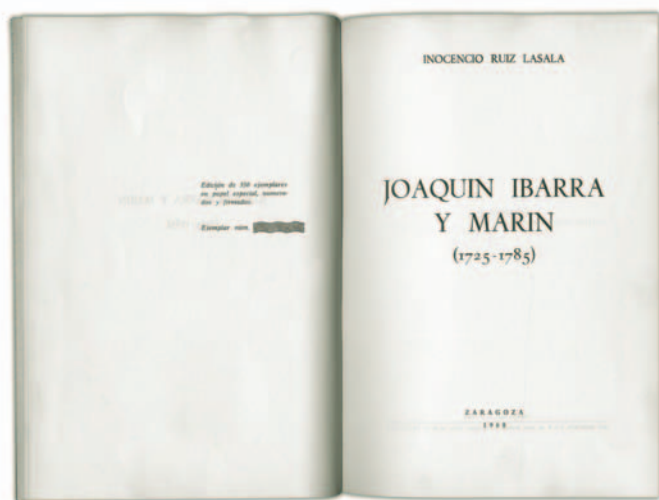 Edición de 350 ejemplares
en papel especial, numera-
dos y firmados.
Ejemplar núm.
INOCENCIO RUIZ LASALA
JOAQUIN IBARRA
Y MARIN
(1725-1785)
ZARAGOZA
1968